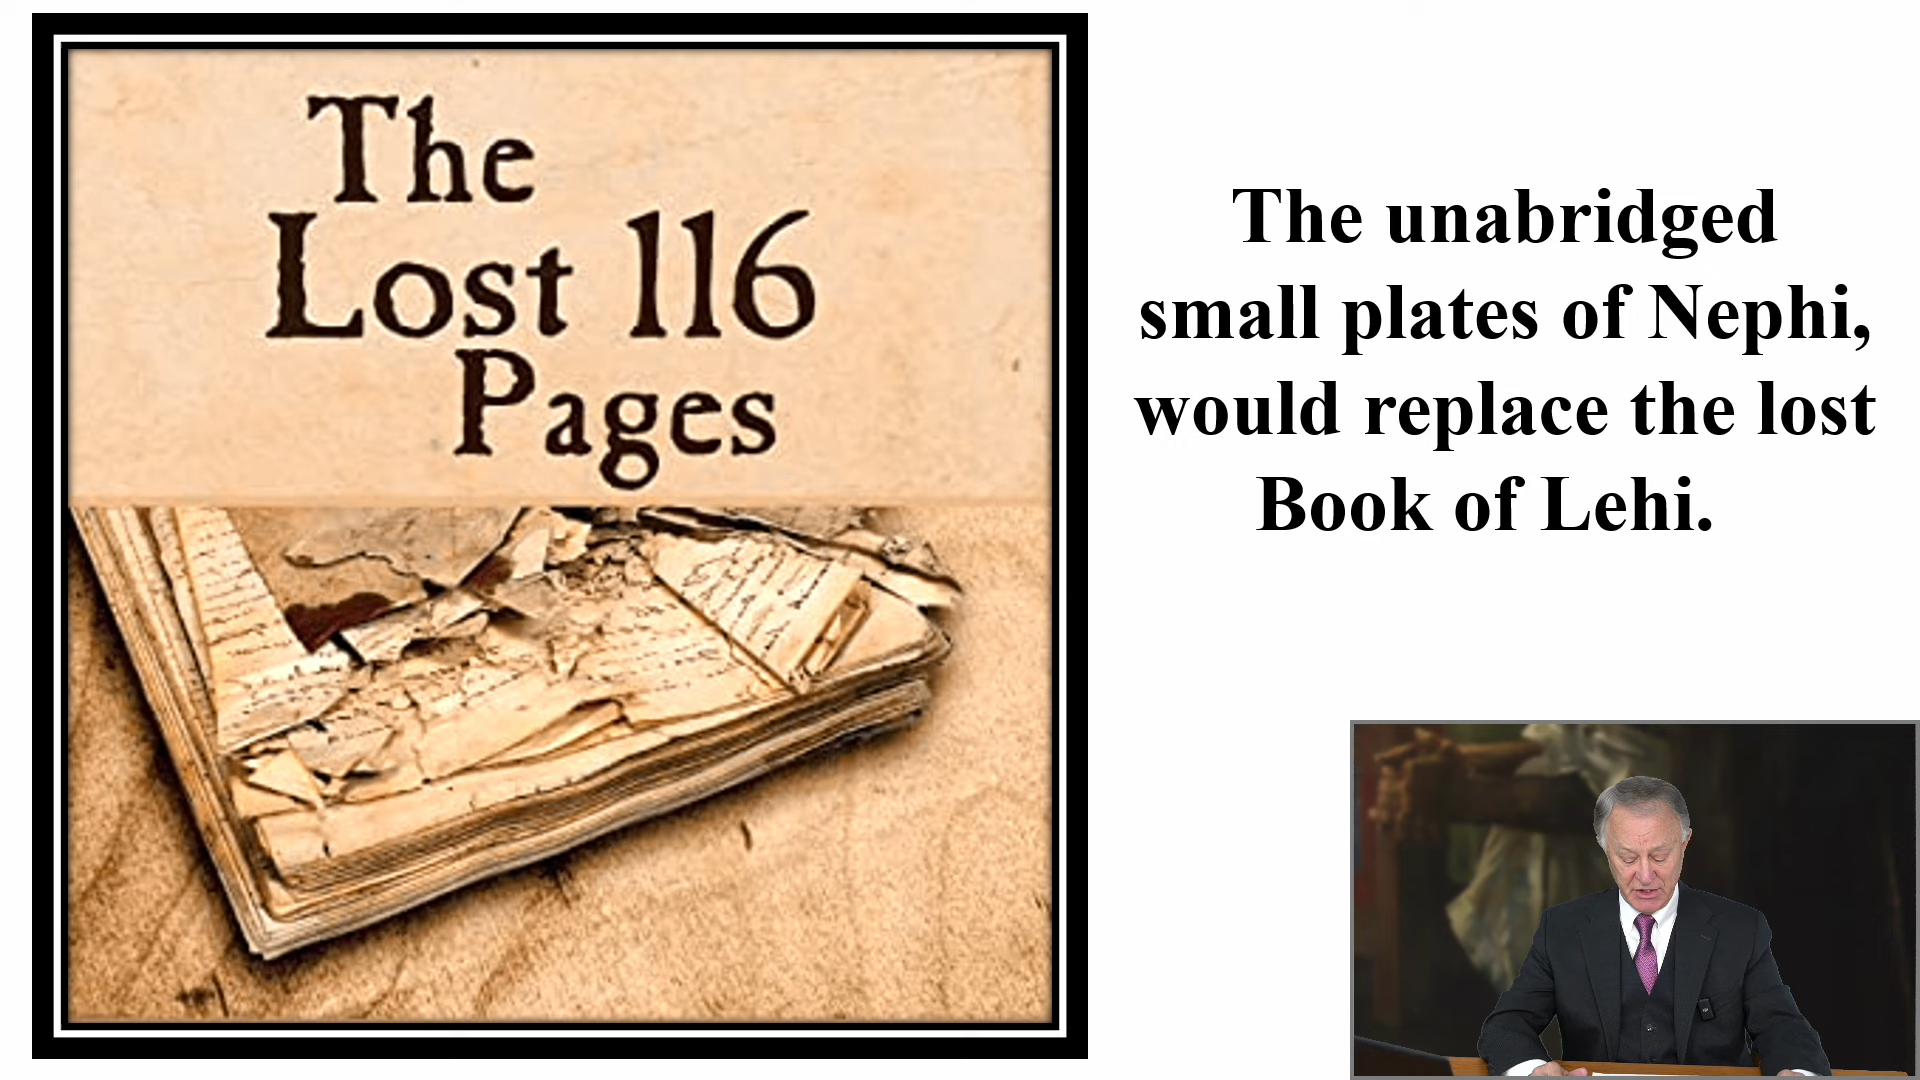 The
Lost 116
Pages
The unabridged
small plates of Nephi,
would replace the lost
Book of Lehi.